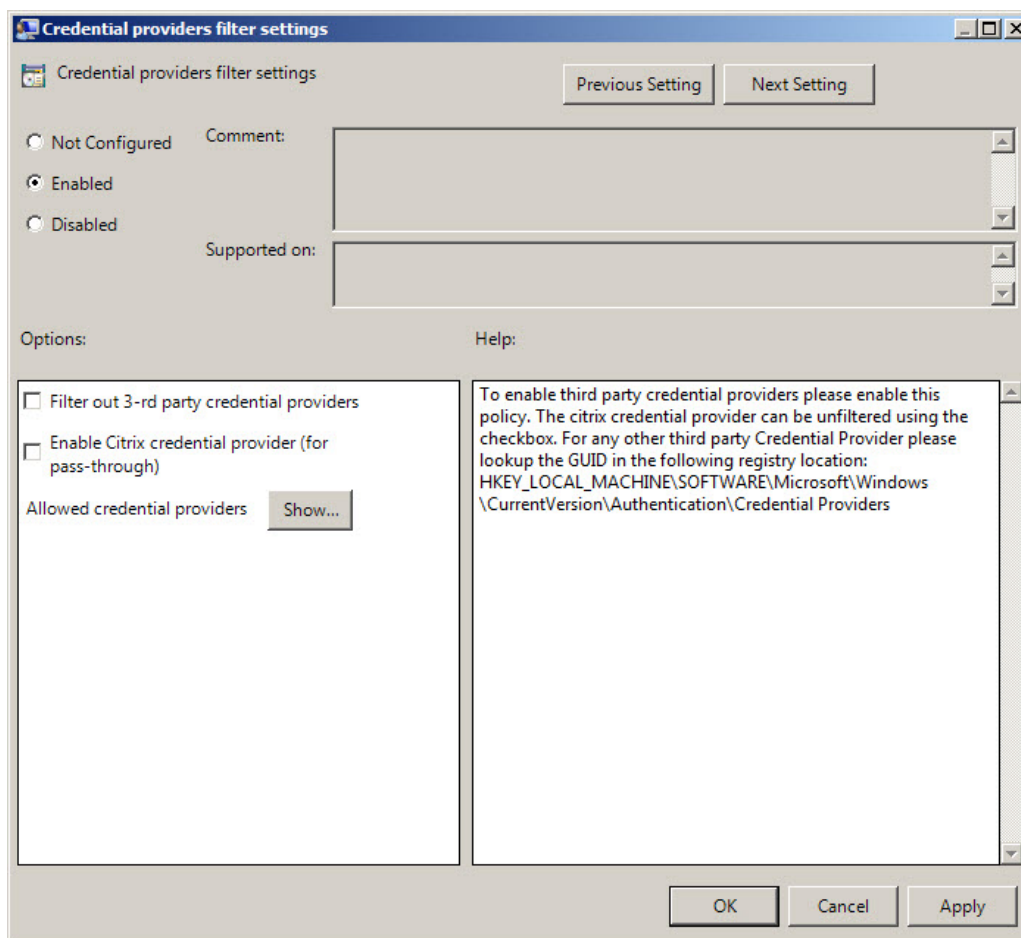 Credential providers filter settings
Credential providers filter settings
Previous Setting
Next Setting
Not Configured
Comment:
Enabled
Disabled
Supported on:
Options:
Help:
Filter out 3-rd party credential providers
Enable Citrix credential provider (for
pass-through)
Allowed credential providers
Show...
To enable third party credential providers please enable this
policy. The citrix credential provider can be unfiltered using the
checkbox. For any other third party Credential Provider please
lookup the GUID in the following registry location:
HKEY_LOCAL_MACHINE\SOFTWARE\Microsoft\Windows
\CurrentVersion\Authentication\Credential Providers
OK
Cancel
Apply